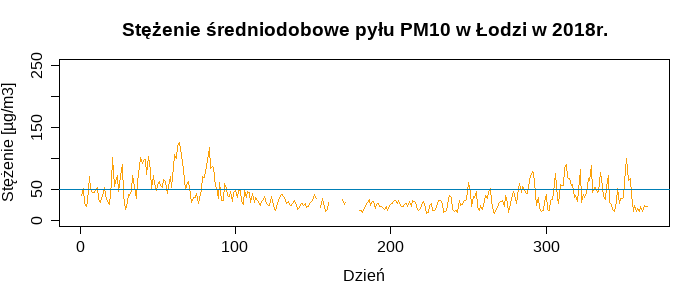 Stężenie średniodobowe pyłu PM10 w Łodzi w 2018r.
Stężenie [µg/m3]
250
150
50
0
0 100 200 300
Dzień